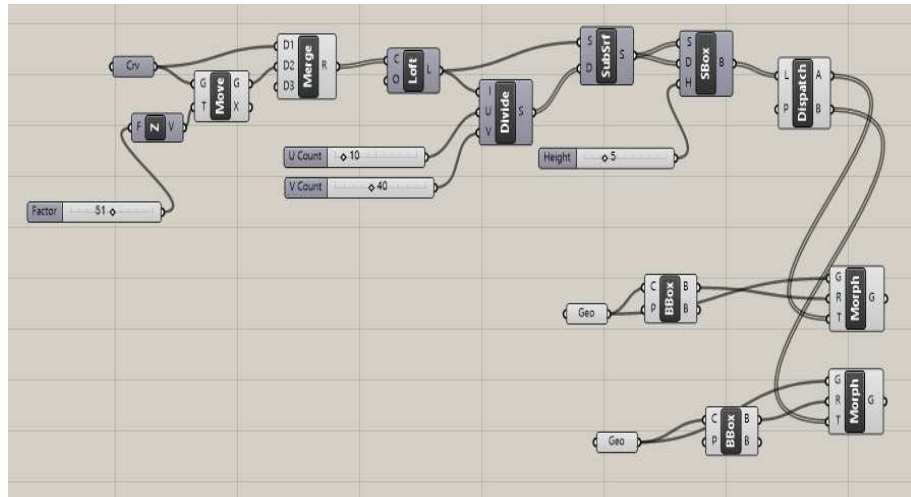 Crv
D1
D2
D3
Merge
R
G
T
Move
G
X
F
Z
V
Factor
51
C
O
Loft
L
I
U
V
Divide
S
U Count
10
V Count
40
S
D
SubSrf
S
Height
5
S
D
H
SBox
B
L
P
Dispatch
A
B
Geo
C
P
BBox
B
B
G
R
T
Morph
G
Geo
C
P
BBox
B
B
G
R
T
Morph
G